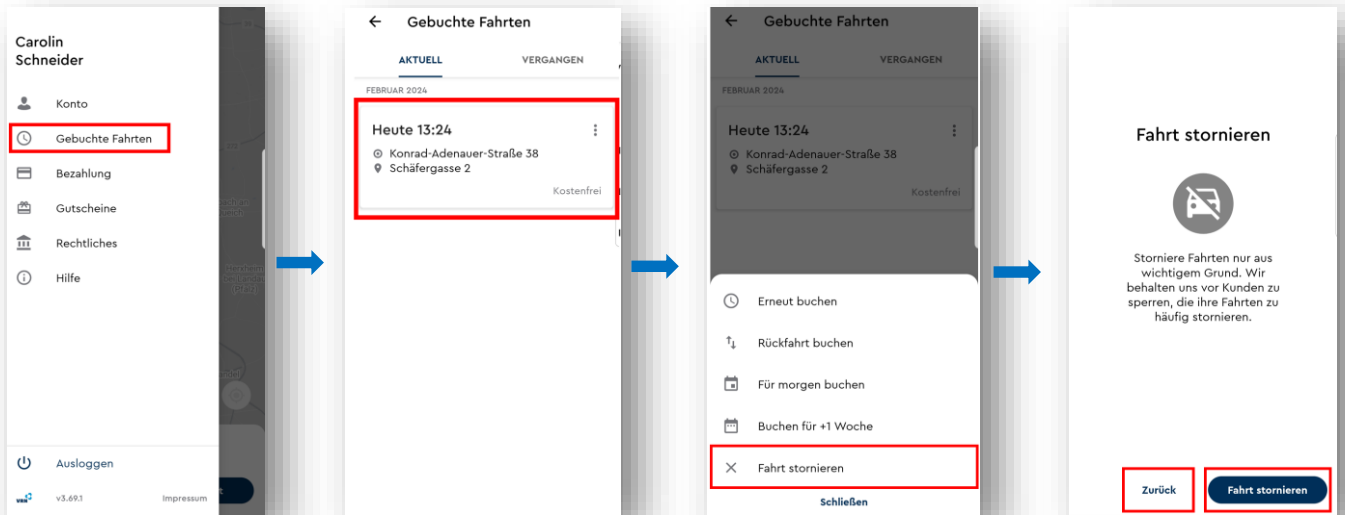 Carolin
Schneider
Konto
Gebuchte Fahrten
Bezahlung
Gutscheine
Rechtliches
Hilfe
Ausloggen
v3.69.1 Impressum
Gebuchte Fahrten
AKTUELL VERGANGEN
FEBRUAR 2024
Heute 13:24
Konrad-Adenauer-Straße 38
Schäfergasse 2
Kostenfrei
Gebuchte Fahrten
AKTUELL VERGANGEN
FEBRUAR 2024
Heute 13:24
Konrad-Adenauer-Straße 38
Schäfergasse 2
Kostenfrei
Erneut buchen
Rückfahrt buchen
Für morgen buchen
Buchen für +1 Woche
Fahrt stornieren
Schließen
Fahrt stornieren
Storniere Fahrten nur aus
wichtigem Grund. Wir
behalten uns vor Kunden zu
sperren, die ihre Fahrten zu
häufig stornieren.
Zurück
Fahrt stornieren